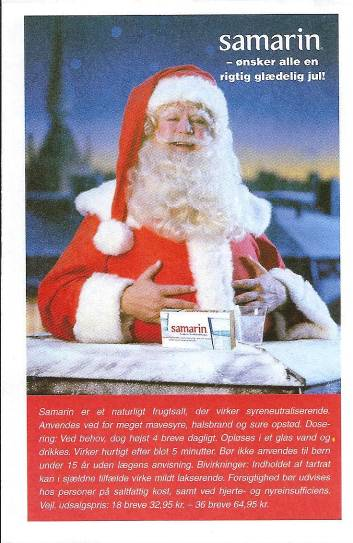 samarin
– ønsker alle en
rigtig glædelig jul!
samarin
Samarin er et naturligt frugtsalt, der virker syreneutraliserende.
Anvendes ved for meget mavesyre, halsbrand og sure opstød. Dose-
ring: Ved behov, dog højst 4 breve dagligt. Opløses i et glas vand og
drikkes. Virker hurtigt efter blot 5 minutter. Bør ikke anvendes til børn
under 15 år uden lægens anvisning. Bivirkninger: Indholdet af tartrat
kan i sjældne tilfælde virke mildt lakserende. Forsigtighed bør udvises
hos personer på saltfattig kost, samt ved hjerte- og nyreinsufficiens.
Vejl. udsalgspris: 18 breve 32,95 kr. – 36 breve 64,95 kr.